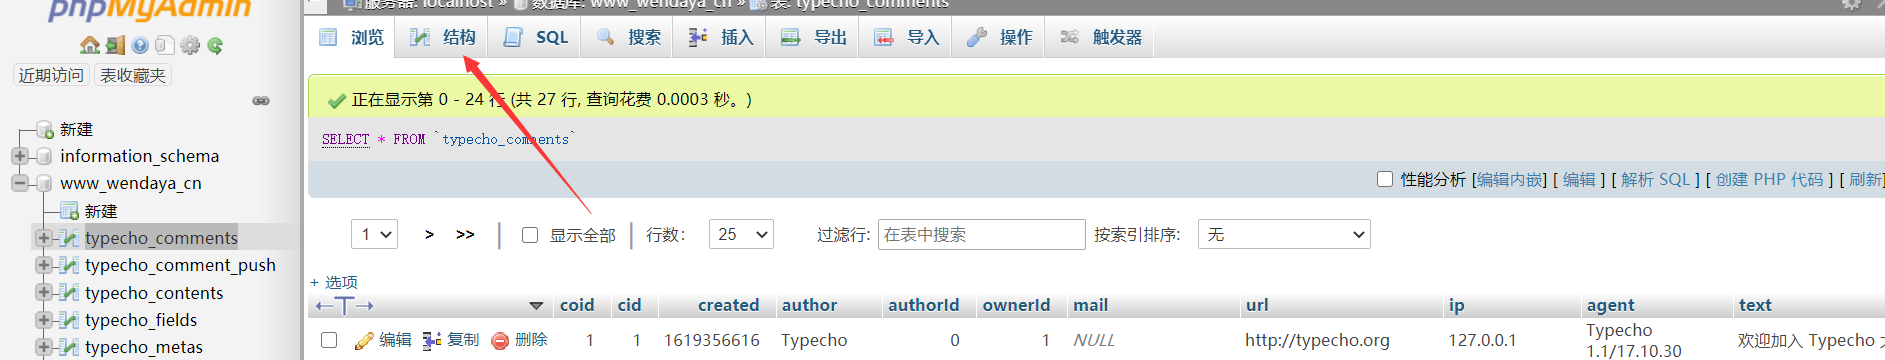 phpMyAdmin
服务器: localhost » 数据库: www_wendaya_cn » 表: typecho_comments
浏览 结构 SQL 搜索 插入 导出 导入 操作 触发器
近期访问 表收藏夹
正在显示第 0 - 24 行 (共 27 行, 查询花费 0.0003 秒。)
SELECT * FROM `typecho_comments`
性能分析 [编辑内嵌] [ 编辑 ] [ 解析 SQL ] [ 创建 PHP 代码 ] [ 刷新]
新建
information_schema
www_wendaya_cn
新建
typecho_comments
typecho_comment_push
typecho_contents
typecho_fields
typecho_metas
1 > >> | 显示全部 | 行数: 25 过滤行: 在表中搜索 按索引排序: 无
+ 选项
←T→ coid cid created author authorId ownerId mail url ip agent text
编辑 复制 删除 1 1 1619356616 Typecho 0 1 NULL http://typecho.org 127.0.0.1 Typecho 1.1/17.10.30 欢迎加入 Typecho